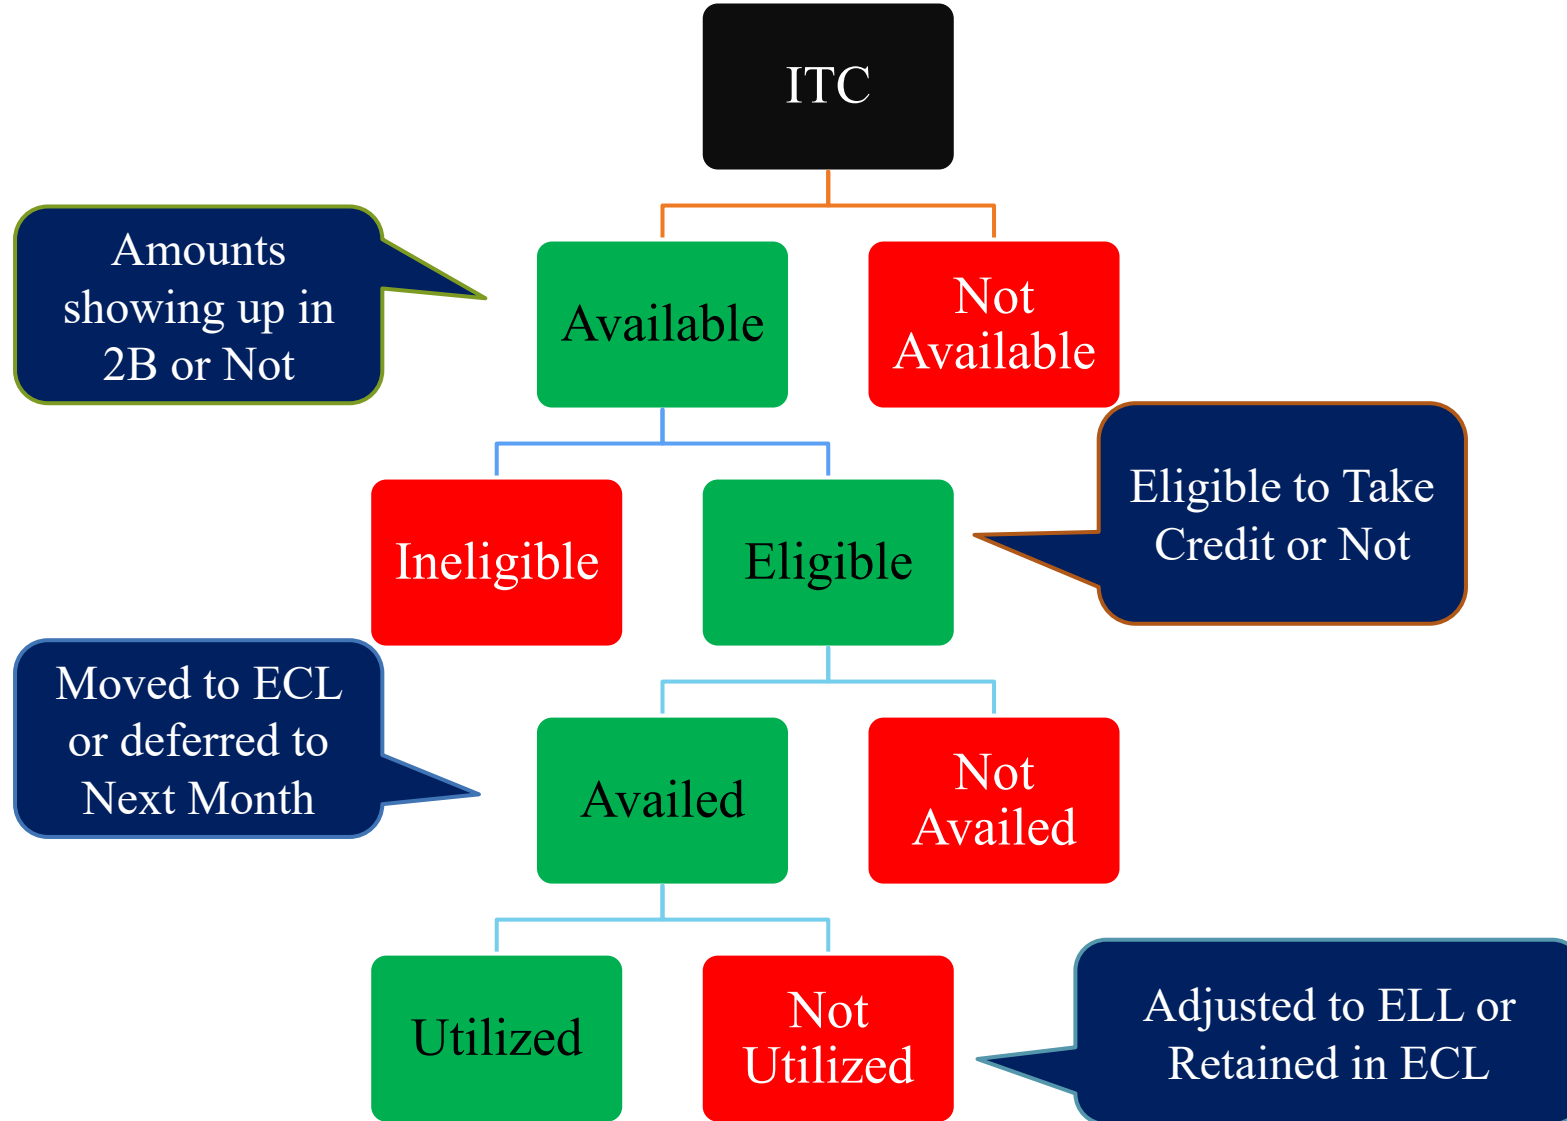 ITC
Amounts
showing up in
2B or Not
Available
Not
Available
Ineligible
Eligible
Eligible to Take
Credit or Not
Moved to ECL
or deferred to
Next Month
Availed
Not
Availed
Utilized
Not
Utilized
Adjusted to ELL or
Retained in ECL